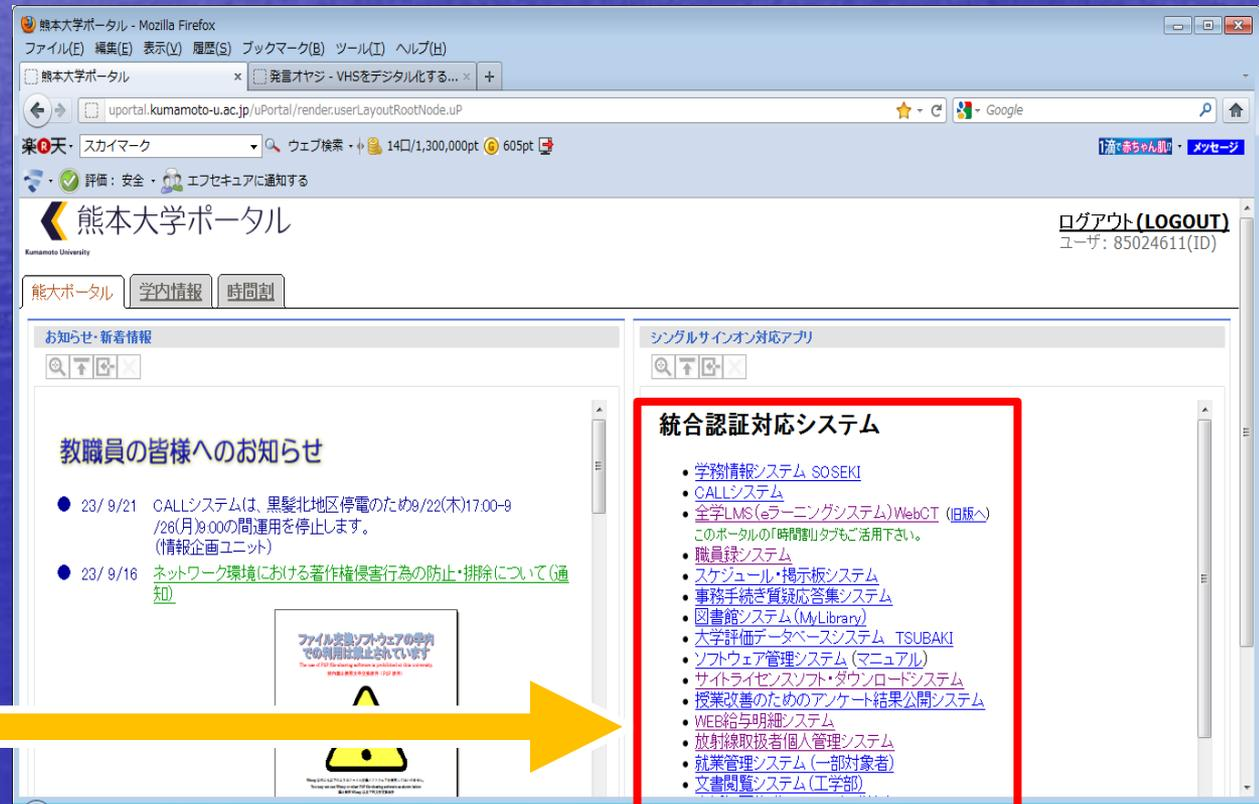 熊本大学ポータル - Mozilla Firefox
ファイル(F) 編集(E) 表示(V) 履歴(S) ブックマーク(B) ツール(T) ヘルプ(H)
熊本大学ポータル × 発言オヤジ - VHSをデジタル化する... × +
uportal.kumamoto-u.ac.jp/uPortal/render.userLayoutRootNode.uP Google
楽天 スカイマーク ウェブ検索 14口/1,300,000pt 605pt 1滴で赤ちゃん肌!? メッセージ
評価: 安全 エフセキュアに通知する
熊本大学ポータル
Kumamoto University
ログアウト(LOGOUT)
ユーザ: 85024611(ID)
熊大ポータル 学内情報 時間割
お知らせ・新着情報
教職員の皆様へのお知らせ
● 23/ 9/21 CALLシステムは、黒髪北地区停電のため9/22(木)17:00-9
/26(月)9:00の間運用を停止します。
(情報企画ユニット)
● 23/ 9/16 ネットワーク環境における著作権侵害行為の防止・排除について(通
知)
ファイル交換ソフトウェアの学内
での利用は禁止されています
シングルサインオン対応アプリ
統合認証対応システム
• 学務情報システム SOSEKI
• CALLシステム
• 全学LMS(eラーニングシステム)WebCT (旧版へ)
このポータルの「時間割」タブもご活用下さい。
• 職員録システム
• スケジュール・掲示板システム
• 事務手続き質疑応答集システム
• 図書館システム(MyLibrary)
• 大学評価データベースシステム TSUBAKI
• ソフトウェア管理システム (マニュアル)
• サイトライセンスソフト・ダウンロードシステム
• 授業改善のためのアンケート結果公開システム
• WEB給与明細システム
• 放射線取扱者個人管理システム
• 就業管理システム (一部対象者)
• 文書閲覧システム(工学部)